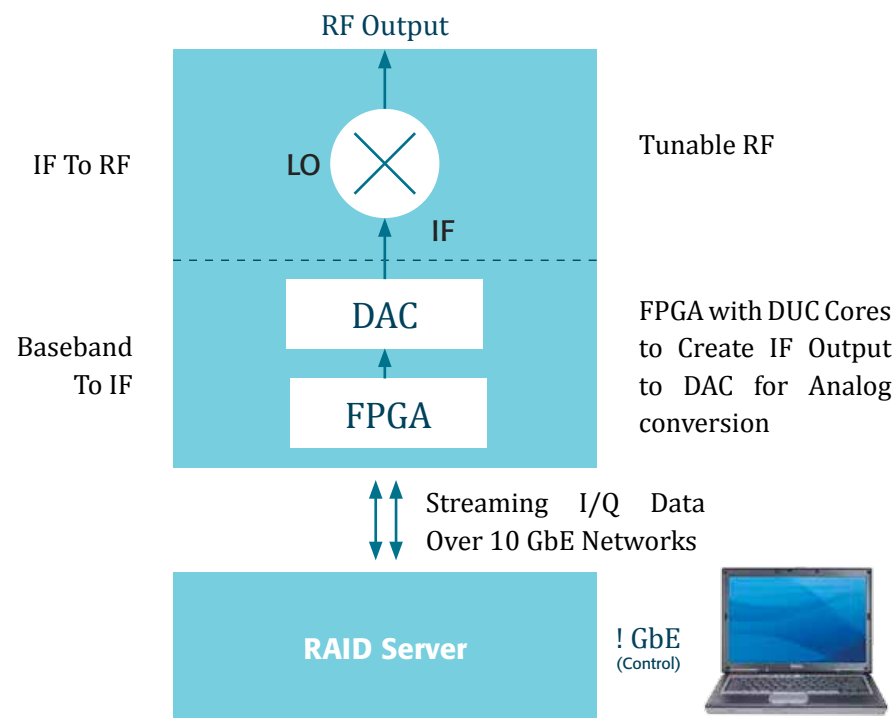 RF Output
IF To RF
LO
Tunable RF
IF
Baseband
To IF
DAC
FPGA
FPGA with DUC Cores
to Create IF Output
to DAC for Analog
conversion
Streaming I/Q Data
Over 10 GbE Networks
RAID Server
! GbE
(Control)